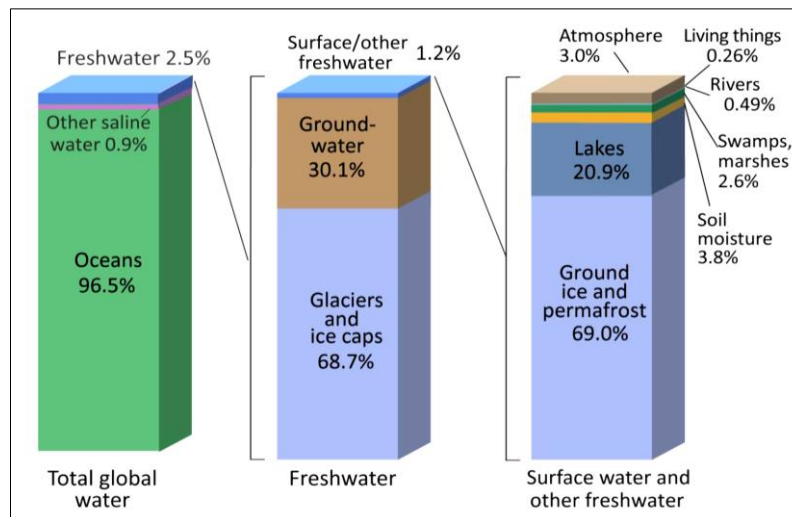 Freshwater 2.5%
Other saline
water 0.9%
Oceans
96.5%
Total global
water
Surface/other
freshwater
1.2%
Ground-
water
30.1%
Glaciers
and
ice caps
68.7%
Freshwater
Atmosphere
3.0%
Living things
0.26%
Rivers
0.49%
Swamps,
marshes
2.6%
Soil
moisture
3.8%
Lakes
20.9%
Ground
ice and
permafrost
69.0%
Surface water and
other freshwater